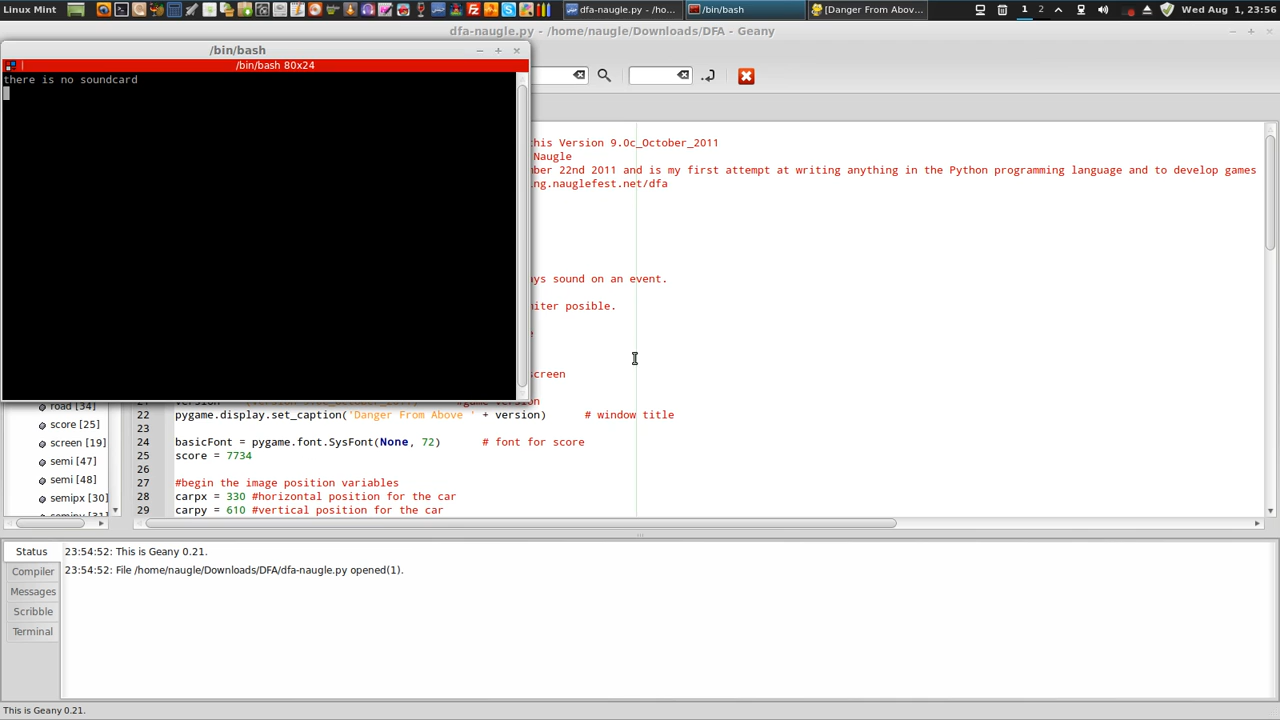 Linux Mint
dfa-naugle.py - /ho...
/bin/bash
[Danger From Abov...
1
2
Wed Aug 1, 23:56
dfa-naugle.py - /home/naugle/Downloads/DFA - Geany
/bin/bash
/bin/bash 80x24
there is no soundcard
this Version 9.0c_October_2011
Naugle
ber 22nd 2011 and is my first attempt at writing anything in the Python programming language and to develop games
ng.nauglefest.net/dfa
ys sound on an event.
iter posible.
e
screen
22 pygame.display.set_caption('Danger From Above ' + version) # window title
23
24 basicFont = pygame.font.SysFont(None, 72) # font for score
25 score = 7734
26
27 #begin the image position variables
28 carpx = 330 #horizontal position for the car
29 carpy = 610 #vertical position for the car
road [34]
score [25]
screen [19]
semi [47]
semi [48]
semipx [30]
Status
Compiler
Messages
Scribble
Terminal
23:54:52: This is Geany 0.21.
23:54:52: File /home/naugle/Downloads/DFA/dfa-naugle.py opened(1).
This is Geany 0.21.